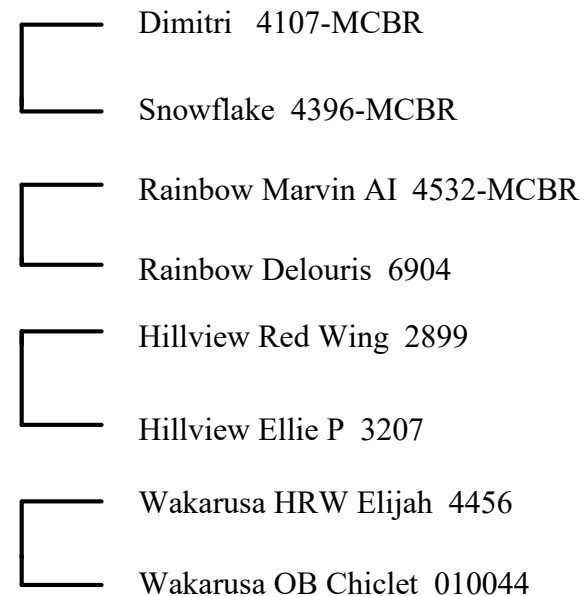 Dimitri 4107-MCBR
Snowflake 4396-MCBR
Rainbow Marvin AI 4532-MCBR
Rainbow Delouris 6904
Hillview Red Wing 2899
Hillview Ellie P 3207
Wakarusa HRW Elijah 4456
Wakarusa OB Chiclet 010044